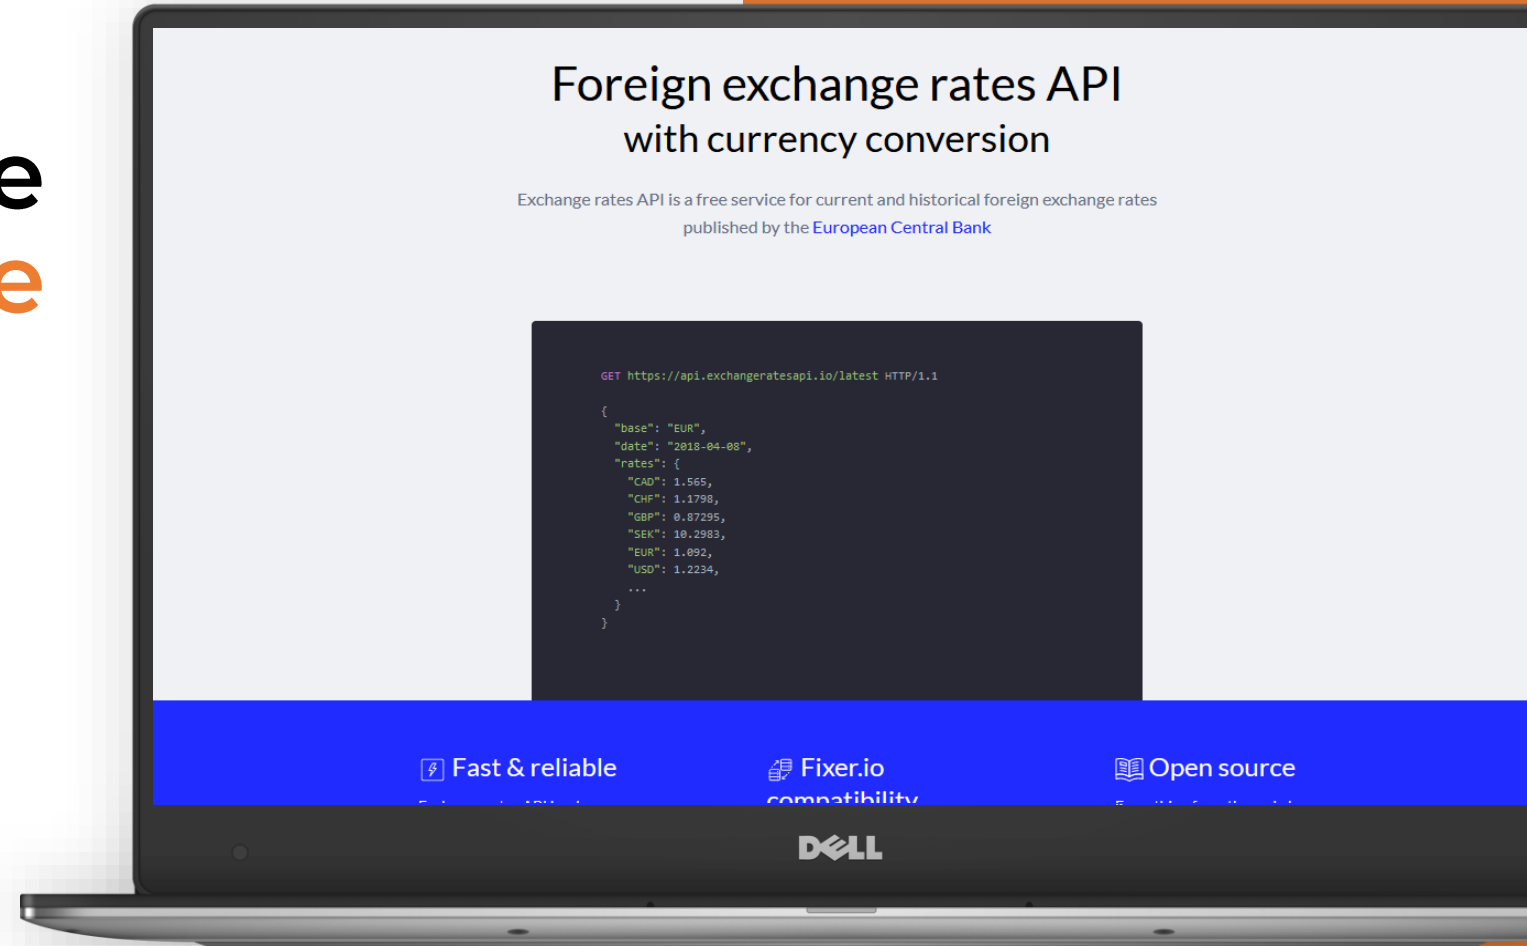 e
e
Foreign exchange rates API
with currency conversion
Exchange rates API is a free service for current and historical foreign exchange rates
published by the European Central Bank
GET https://api.exchangeratesapi.io/latest HTTP/1.1
{
"base": "EUR",
"date": "2018-04-08",
"rates": {
"CAD": 1.565,
"CHF": 1.1798,
"GBP": 0.87295,
"SEK": 10.2983,
"EUR": 1.092,
"USD": 1.2234,
...
}
}
Fast & reliable
Fixer.io
compatibility
Open source
DELL